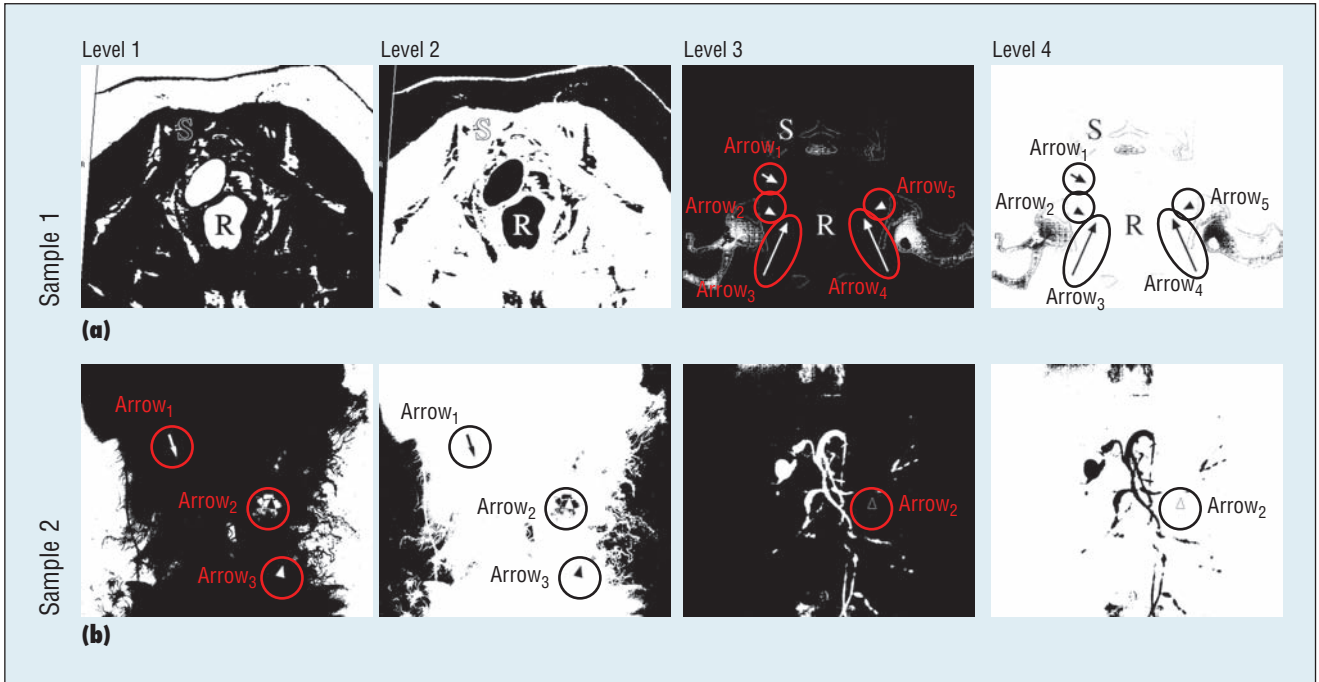 Level 1
Level 2
Level 3
Level 4
Sample 1
S
R
S
R
S
R
Arrow1
Arrow2
Arrow3
Arrow4
Arrow5
S
R
Arrow1
Arrow2
Arrow3
Arrow4
Arrow5
(a)
Sample 2
Arrow1
Arrow2
Arrow3
Arrow1
Arrow2
Arrow3
Arrow2
Arrow2
(b)